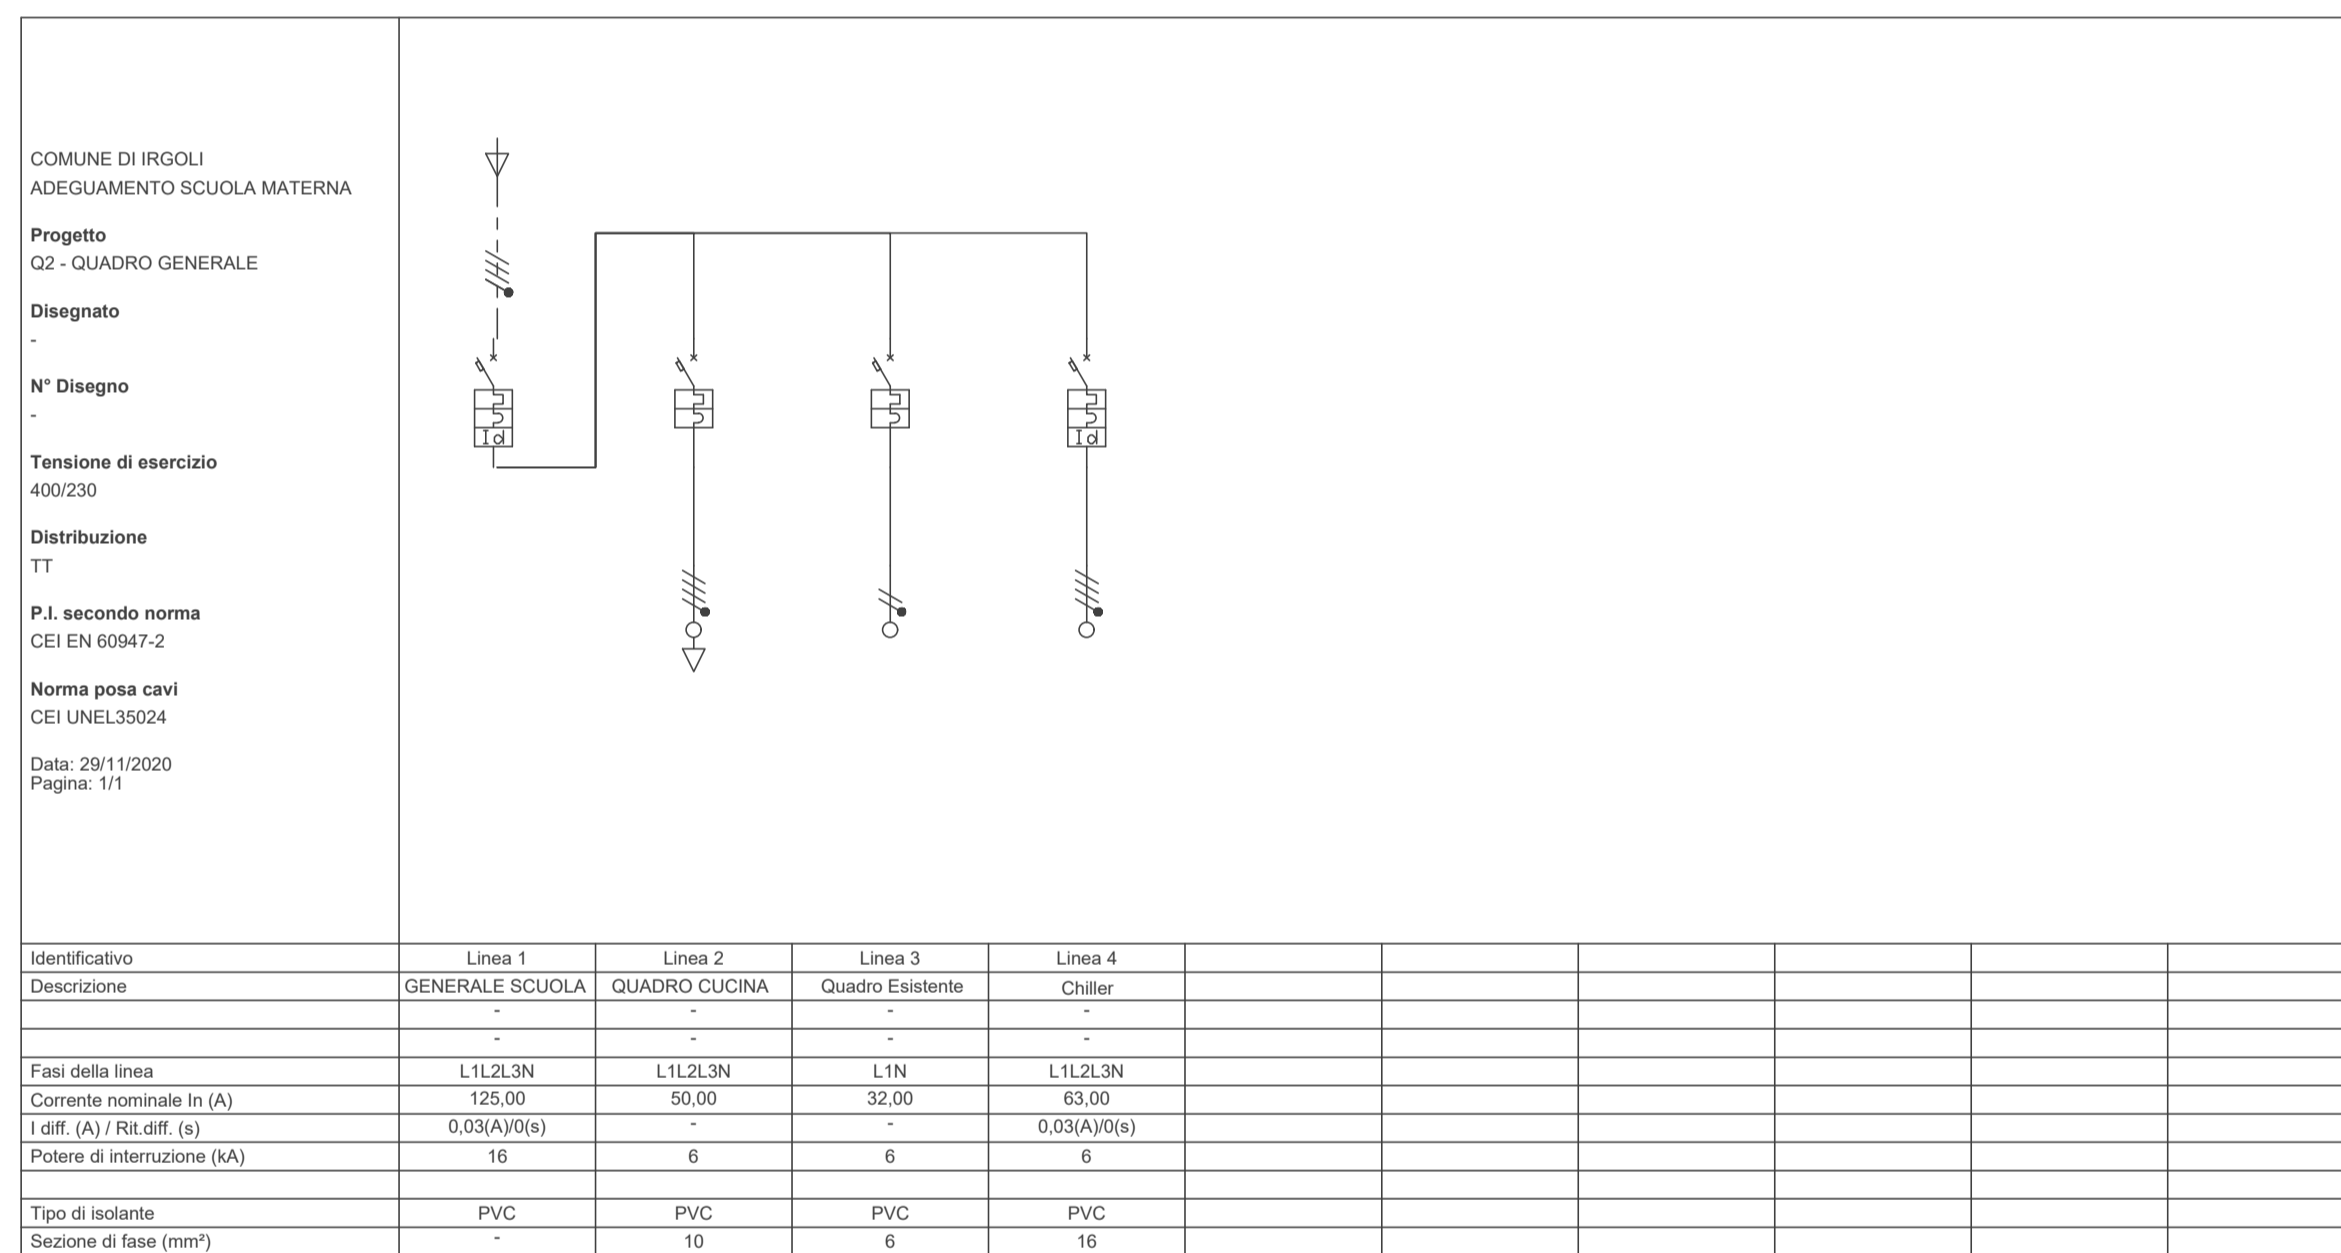 COMUNE DI IRGOLI
ADEGUAMENTO SCUOLA MATERNA
Progetto
Q2 - QUADRO GENERALE
Disegnato
-
N° Disegno
-
Tensione di esercizio
400/230
Distribuzione
TT
P.I. secondo norma
CEI EN 60947-2
Norma posa cavi
CEI UNEL35024
Data: 29/11/2020
Pagina: 1/1
Id
Id
Identificativo Linea 1 Linea 2 Linea 3 Linea 4
Descrizione GENERALE SCUOLA QUADRO CUCINA Quadro Esistente Chiller
- - - -
- - - -
Fasi della linea L1L2L3N L1L2L3N L1N L1L2L3N
Corrente nominale In (A) 125,00 50,00 32,00 63,00
I diff. (A) / Rit.diff. (s) 0,03(A)/0(s) - - 0,03(A)/0(s)
Potere di interruzione (kA) 16 6 6 6
Tipo di isolante PVC PVC PVC PVC
Sezione di fase (mm²) - 10 6 16